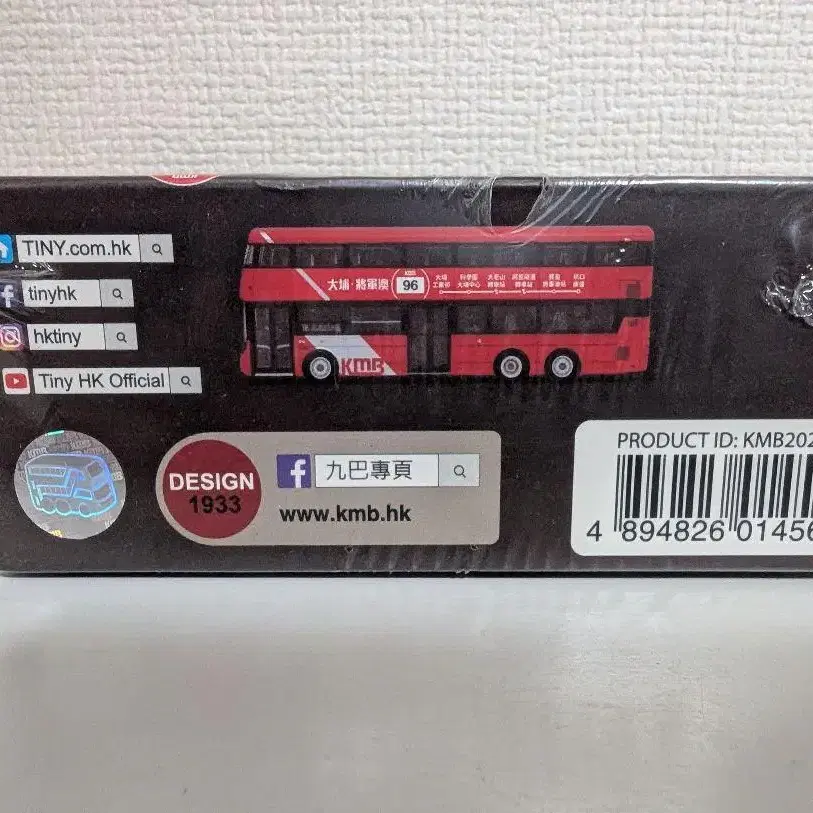 TINY.com.hk
tinyhk
hktiny
Tiny HK Official
大埔・將軍澳
96
KMB
DESIGN
1933
九巴專頁
www.kmb.hk
PRODUCT ID: KMB202
4 894826 01456